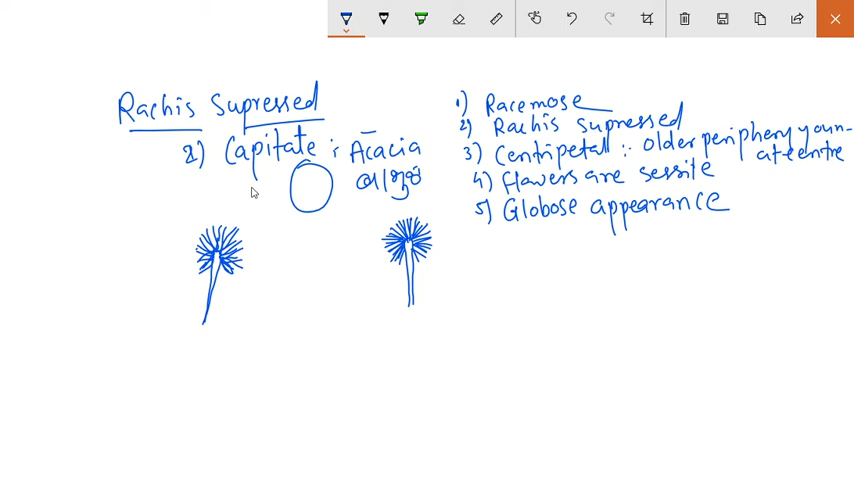 Rachis Supressed
2) Capitate : Acacia
બાવળ
1) Racemose
2) Rachis supressed
3) Centripetal :: older periphery youn-
at centre
4) flowers are sessile
5) Globose appearance